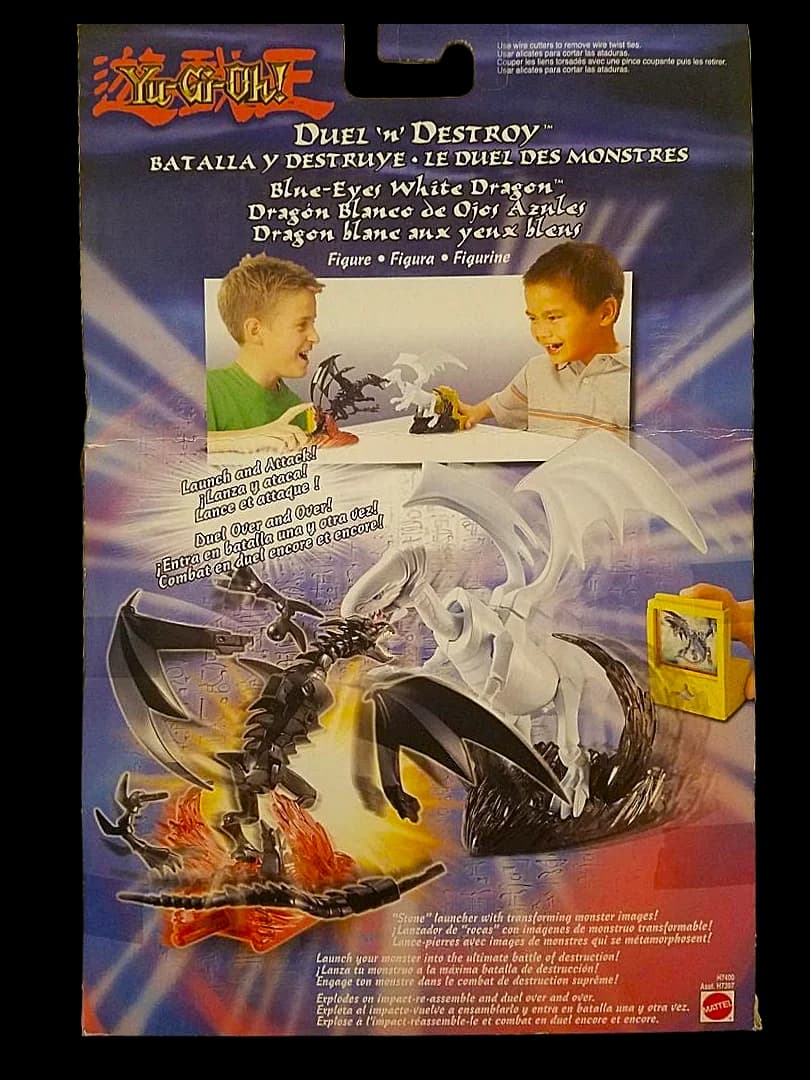 Use wire cutters to remove wire twist ties.
Usar alicates para cortar las ataduras.
Couper les liens torsadés avec une pince coupante puis les retirer.
Usar alicates para cortar las ataduras.
遊戯王
Yu-Gi-Oh!
DUEL 'n' DESTROY™
BATALLA Y DESTRUYE • LE DUEL DES MONSTRES
Blue-Eyes White Dragon™
Dragón Blanco de Ojos Azules
Dragon blanc aux yeux bleus
Figure • Figura • Figurine
Launch and Attack!
¡Lanza y ataca!
Lance et attaque !
Duel Over and Over!
¡Entra en batalla una y otra vez!
Combat en duel encore et encore!
"Stone" launcher with transforming monster images!
¡Lanzador de "rocas" con imágenes de monstruo transformable!
Lance-pierres avec images de monstres qui se métamorphosent!
Launch your monster into the ultimate battle of destruction!
¡Lanza tu monstruo a la máxima batalla de destrucción!
Engage ton monstre dans le combat de destruction suprême!
Explodes on impact-re-assemble and duel over and over.
Explota al impacto-vuelve a ensamblarlo y entra en batalla una y otra vez.
Explose à l'impact-réassemble-le et combat en duel encore et encore.
H7400
Asst. H7397
MATTEL